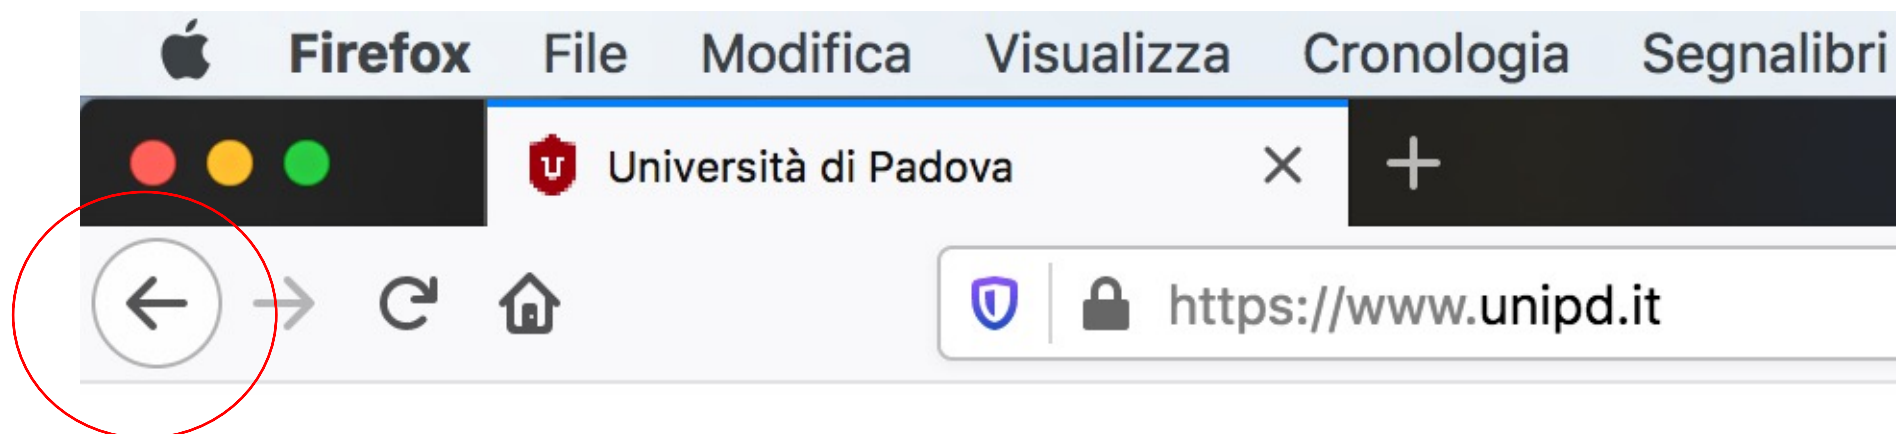 Firefox File Modifica Visualizza Cronologia Segnalibri
Università di Padova
https://www.unipd.it